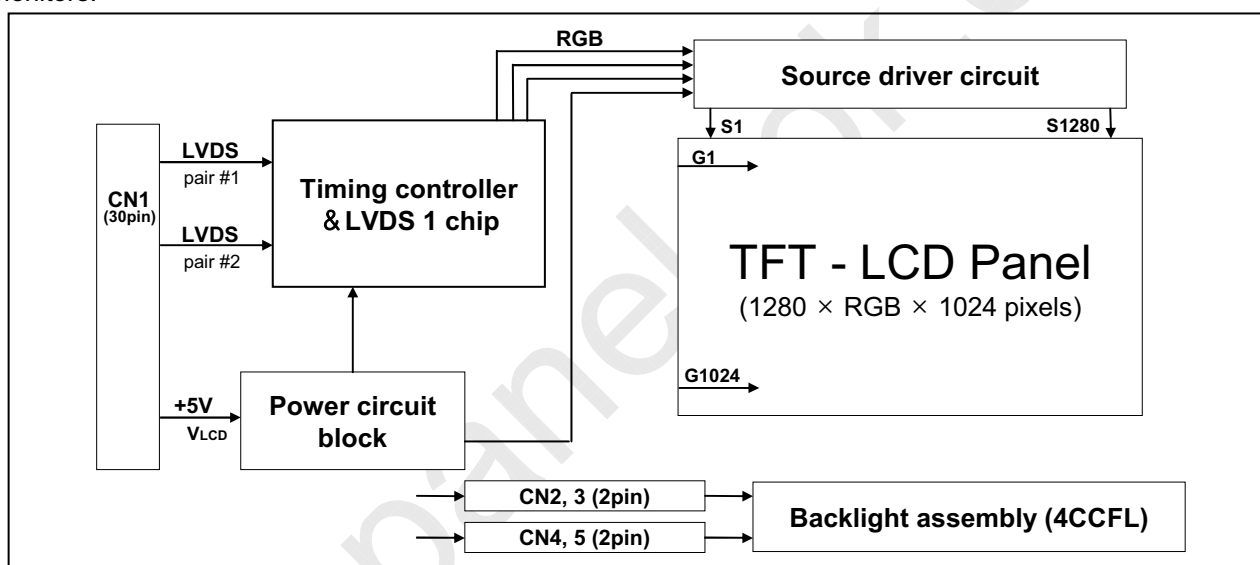 RGB
Source driver circuit
S1
S1280
CN1
(30pin)
LVDS
pair #1
LVDS
pair #2
Timing controller
&LVDS 1 chip
G1
TFT - LCD Panel
(1280 × RGB × 1024 pixels)
G1024
+5V
VLCD
Power circuit
block
CN2, 3 (2pin)
CN4, 5 (2pin)
Backlight assembly (4CCFL)